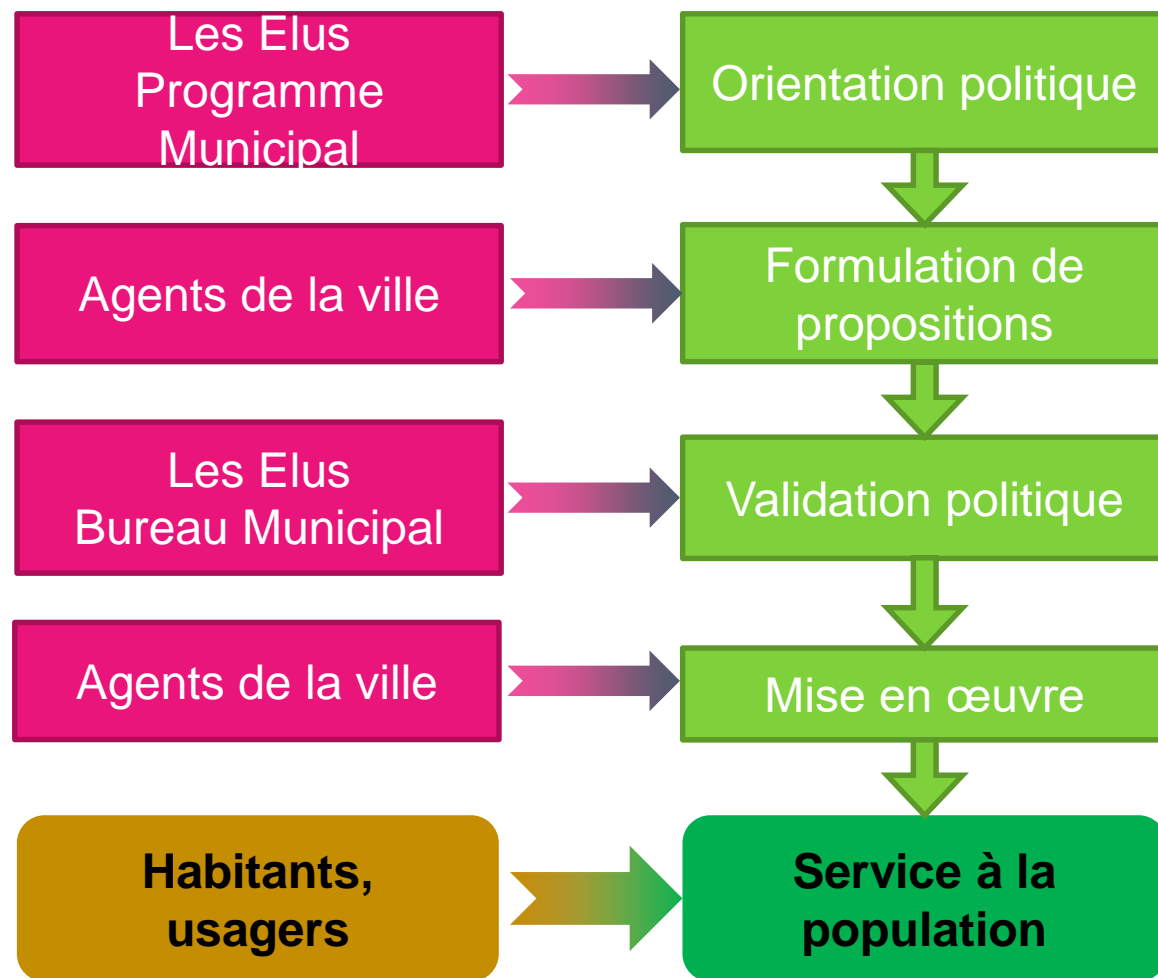 Les Elus
Programme
Municipal
Orientation politique
Agents de la ville
Formulation de
propositions
Les Elus
Bureau Municipal
Validation politique
Agents de la ville
Mise en œuvre
Habitants,
usagers
Service à la
population